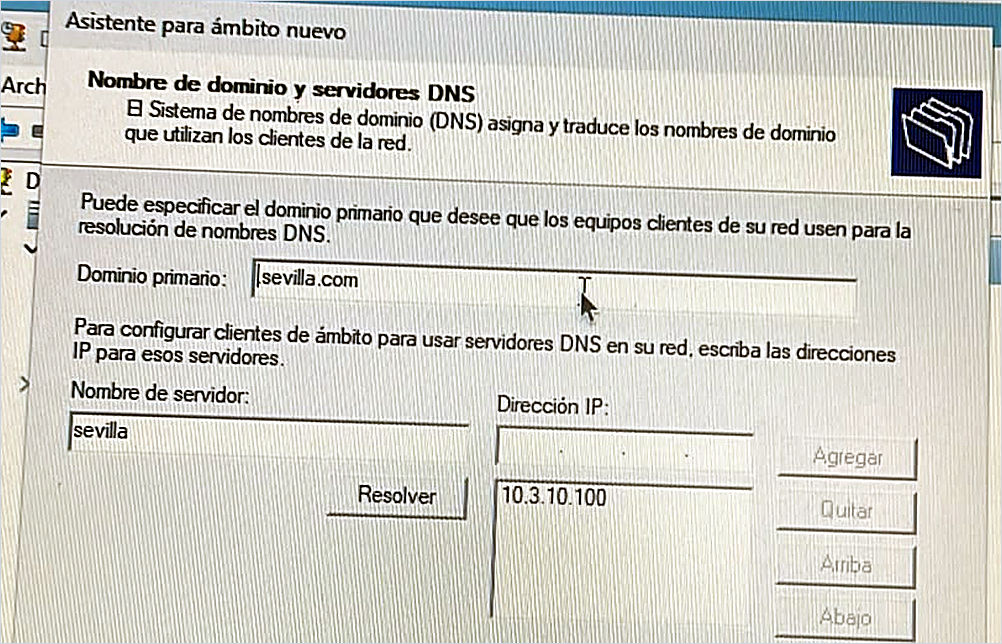 Asistente para ámbito nuevo
Arch
Nombre de dominio y servidores DNS
El Sistema de nombres de dominio (DNS) asigna y traduce los nombres de dominio
que utilizan los clientes de la red.
D
Puede especificar el dominio primario que desee que los equipos clientes de su red usen para la
resolución de nombres DNS.
Dominio primario: .sevilla.com
Para configurar clientes de ámbito para usar servidores DNS en su red, escriba las direcciones
IP para esos servidores.
Nombre de servidor:
Dirección IP:
sevilla
. . .
Agregar
Resolver
10.3.10.100
Quitar
Arriba
Abajo